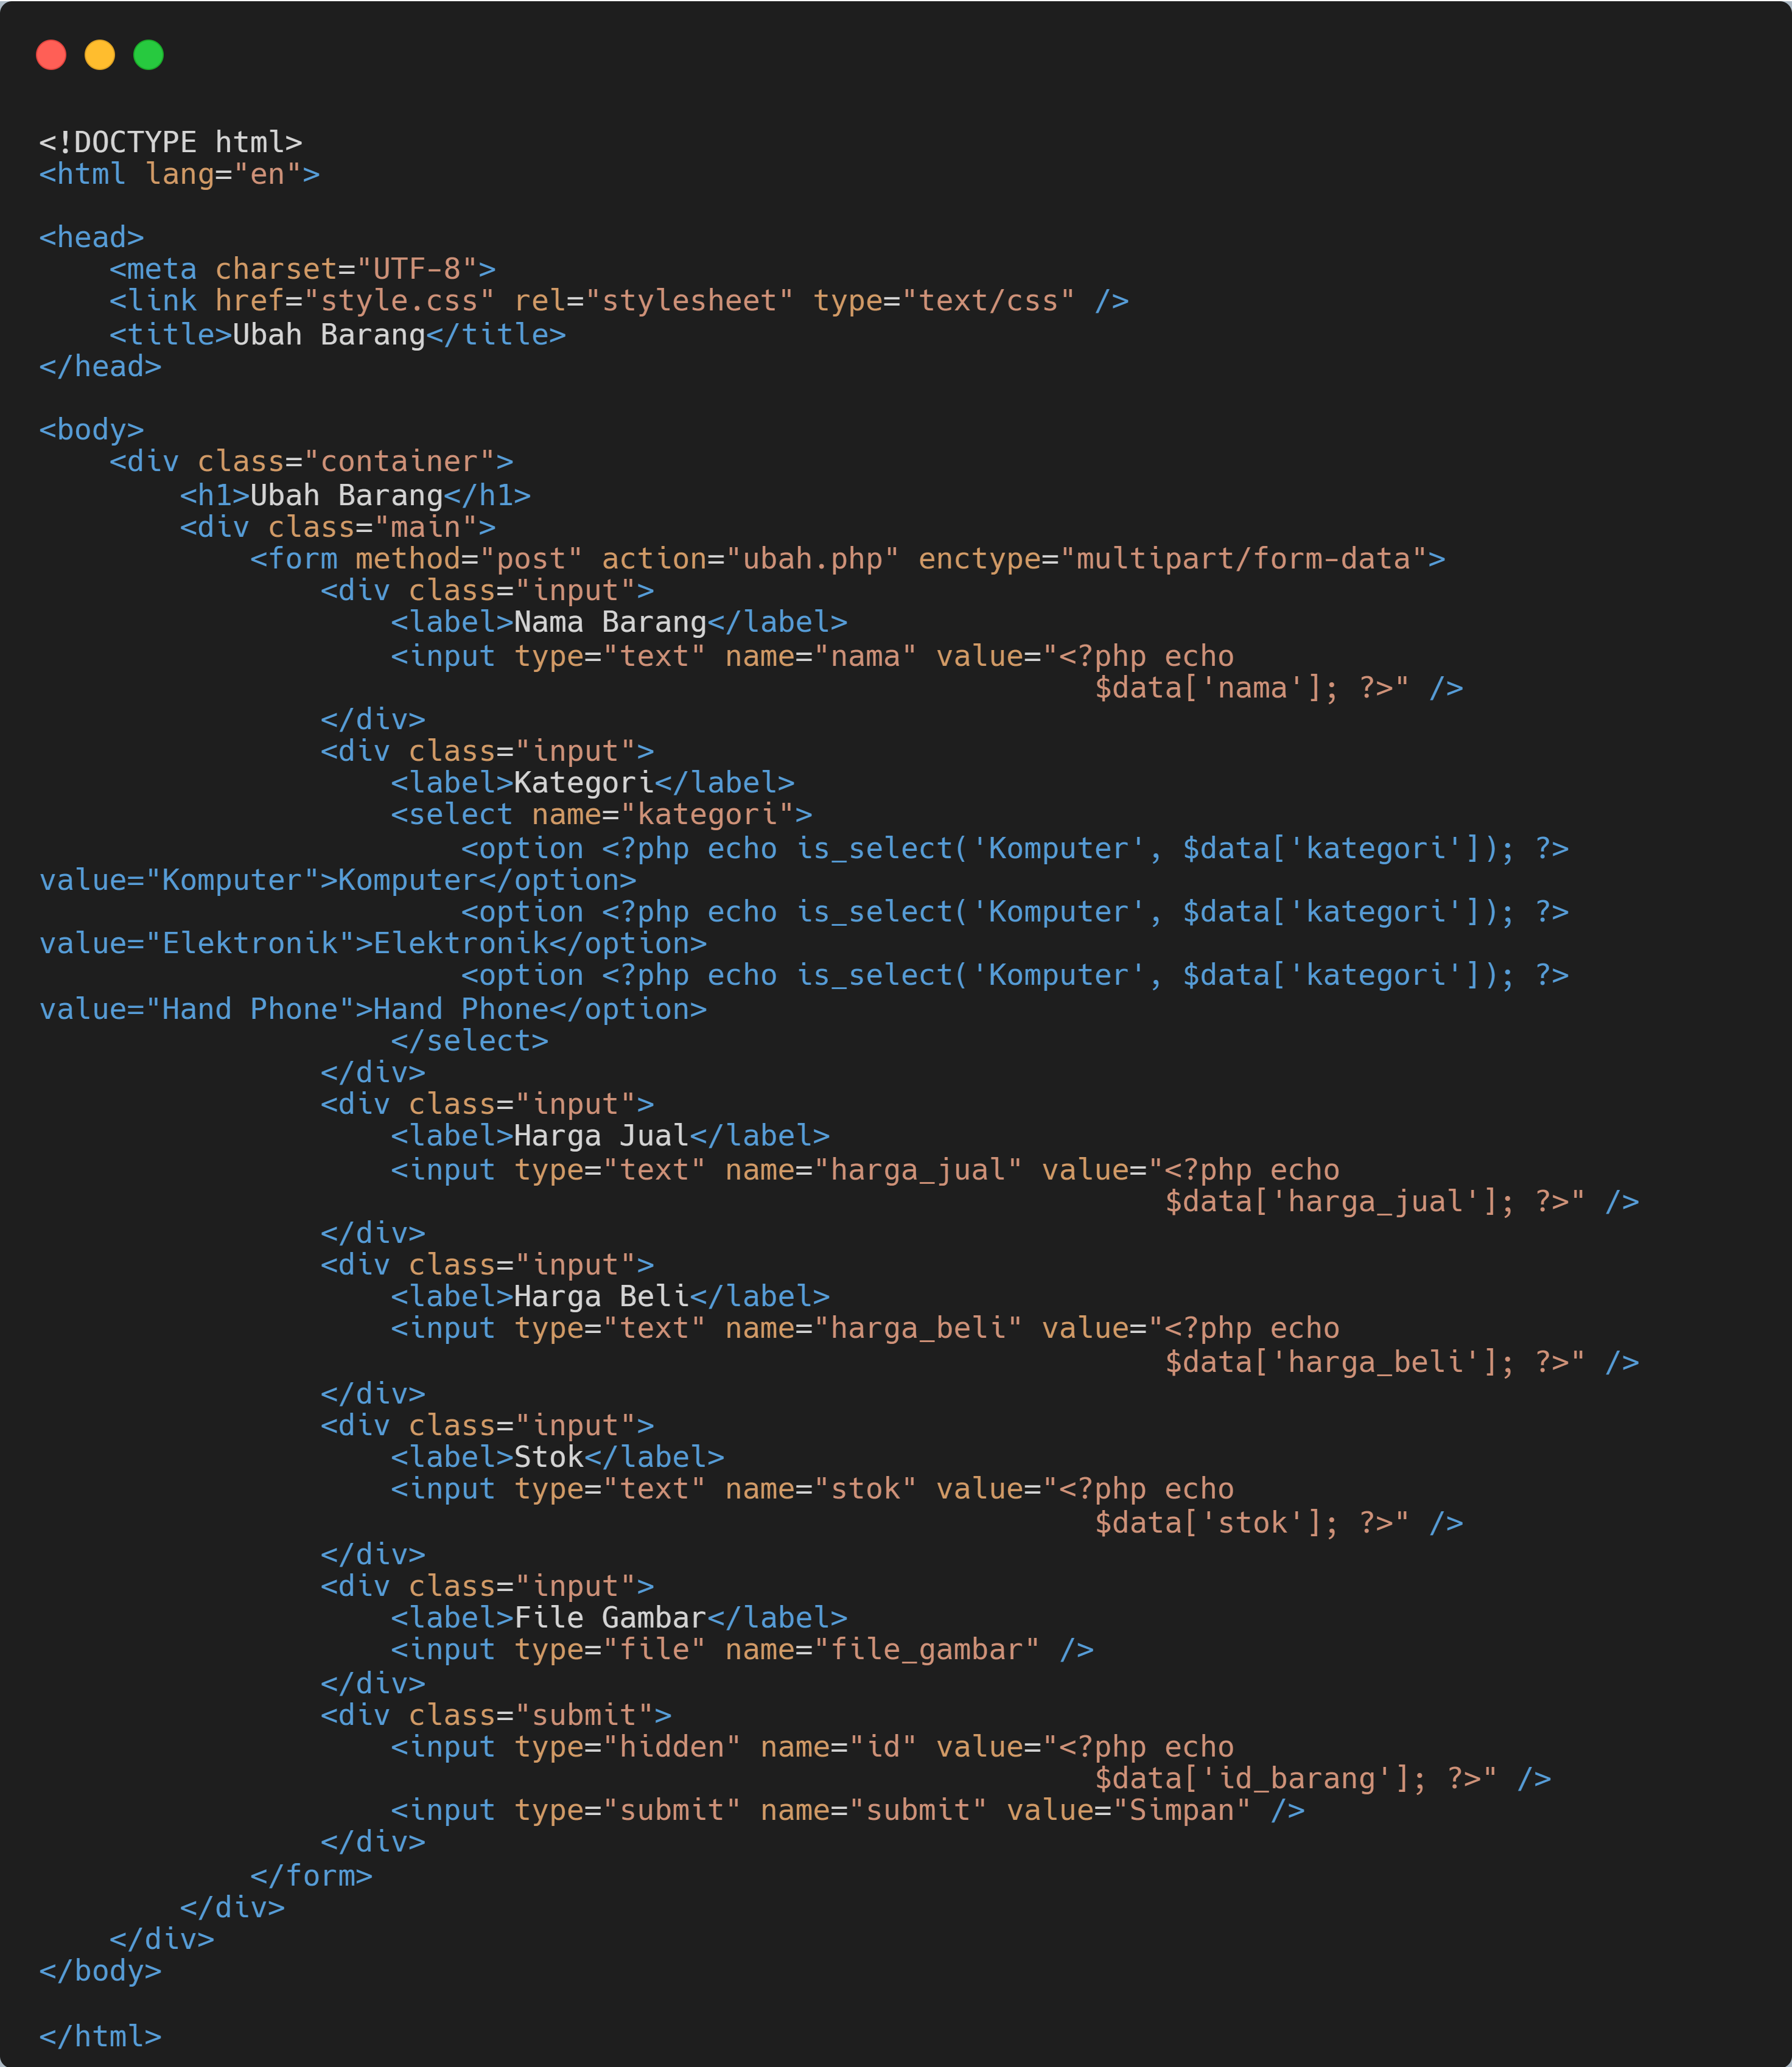 <!DOCTYPE html>
<html lang="en">

<head>
    <meta charset="UTF-8">
    <link href="style.css" rel="stylesheet" type="text/css" />
    <title>Ubah Barang</title>
</head>

<body>
    <div class="container">
        <h1>Ubah Barang</h1>
        <div class="main">
            <form method="post" action="ubah.php" enctype="multipart/form-data">
                <div class="input">
                    <label>Nama Barang</label>
                    <input type="text" name="nama" value="<?php echo
                                                            $data['nama']; ?>" />
                </div>
                <div class="input">
                    <label>Kategori</label>
                    <select name="kategori">
                        <option <?php echo is_select('Komputer', $data['kategori']); ?>
value="Komputer">Komputer</option>
                        <option <?php echo is_select('Komputer', $data['kategori']); ?>
value="Elektronik">Elektronik</option>
                        <option <?php echo is_select('Komputer', $data['kategori']); ?>
value="Hand Phone">Hand Phone</option>
                    </select>
                </div>
                <div class="input">
                    <label>Harga Jual</label>
                    <input type="text" name="harga_jual" value="<?php echo
                                                                $data['harga_jual']; ?>" />
                </div>
                <div class="input">
                    <label>Harga Beli</label>
                    <input type="text" name="harga_beli" value="<?php echo
                                                                $data['harga_beli']; ?>" />
                </div>
                <div class="input">
                    <label>Stok</label>
                    <input type="text" name="stok" value="<?php echo
                                                            $data['stok']; ?>" />
                </div>
                <div class="input">
                    <label>File Gambar</label>
                    <input type="file" name="file_gambar" />
                </div>
                <div class="submit">
                    <input type="hidden" name="id" value="<?php echo
                                                            $data['id_barang']; ?>" />
                    <input type="submit" name="submit" value="Simpan" />
                </div>
            </form>
        </div>
    </div>
</body>

</html>